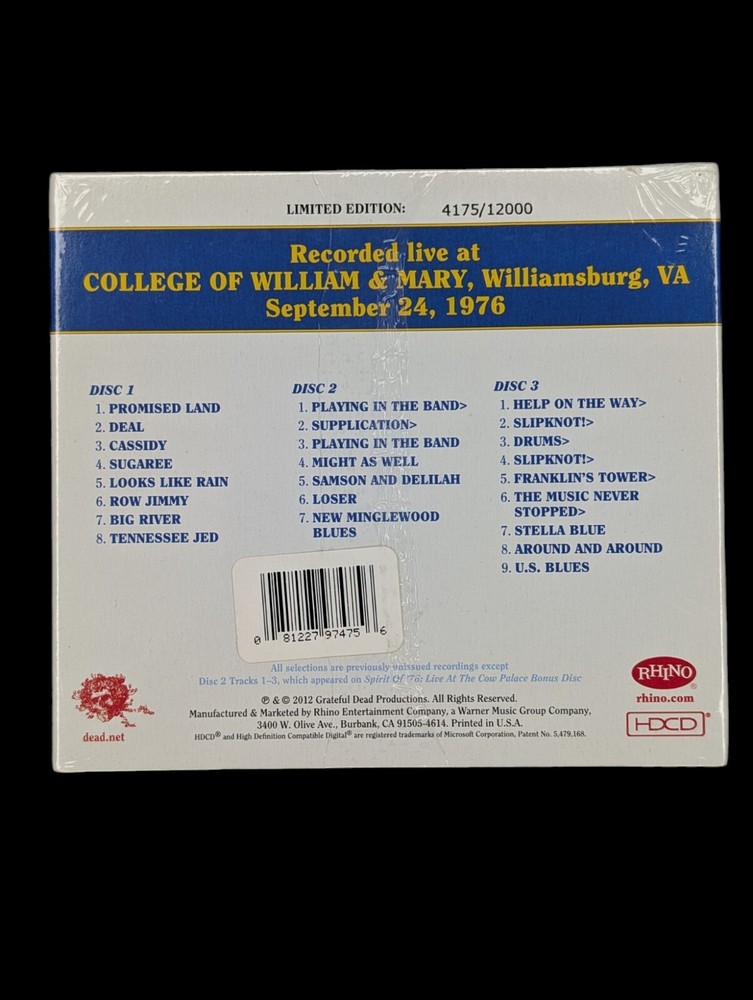 LIMITED EDITION: 4175/12000
Recorded live at
COLLEGE OF WILLIAM & MARY, Williamsburg, VA
September 24, 1976
DISC 1
1. PROMISED LAND
2. DEAL
3. CASSIDY
4. SUGAREE
5. LOOKS LIKE RAIN
6. ROW JIMMY
7. BIG RIVER
8. TENNESSEE JED
DISC 2
1. PLAYING IN THE BAND>
2. SUPPLICATION>
3. PLAYING IN THE BAND
4. MIGHT AS WELL
5. SAMSON AND DELILAH
6. LOSER
7. NEW MINGLEWOOD
BLUES
DISC 3
1. HELP ON THE WAY>
2. SLIPKNOT!>
3. DRUMS>
4. SLIPKNOT!>
5. FRANKLIN'S TOWER>
6. THE MUSIC NEVER
STOPPED>
7. STELLA BLUE
8. AROUND AND AROUND
9. U.S. BLUES
0 81227 97475 6
All selections are previously unissued recordings except
Disc 2 Tracks 1–3, which appeared on Spirit Of '76: Live At The Cow Palace Bonus Disc
℗ & © 2012 Grateful Dead Productions. All Rights Reserved.
Manufactured & Marketed by Rhino Entertainment Company, a Warner Music Group Company,
3400 W. Olive Ave., Burbank, CA 91505-4614. Printed in U.S.A.
HDCD® and High Definition Compatible Digital® are registered trademarks of Microsoft Corporation, Patent No. 5,479,168.
dead.net
RHINO®
rhino.com
HDCD®